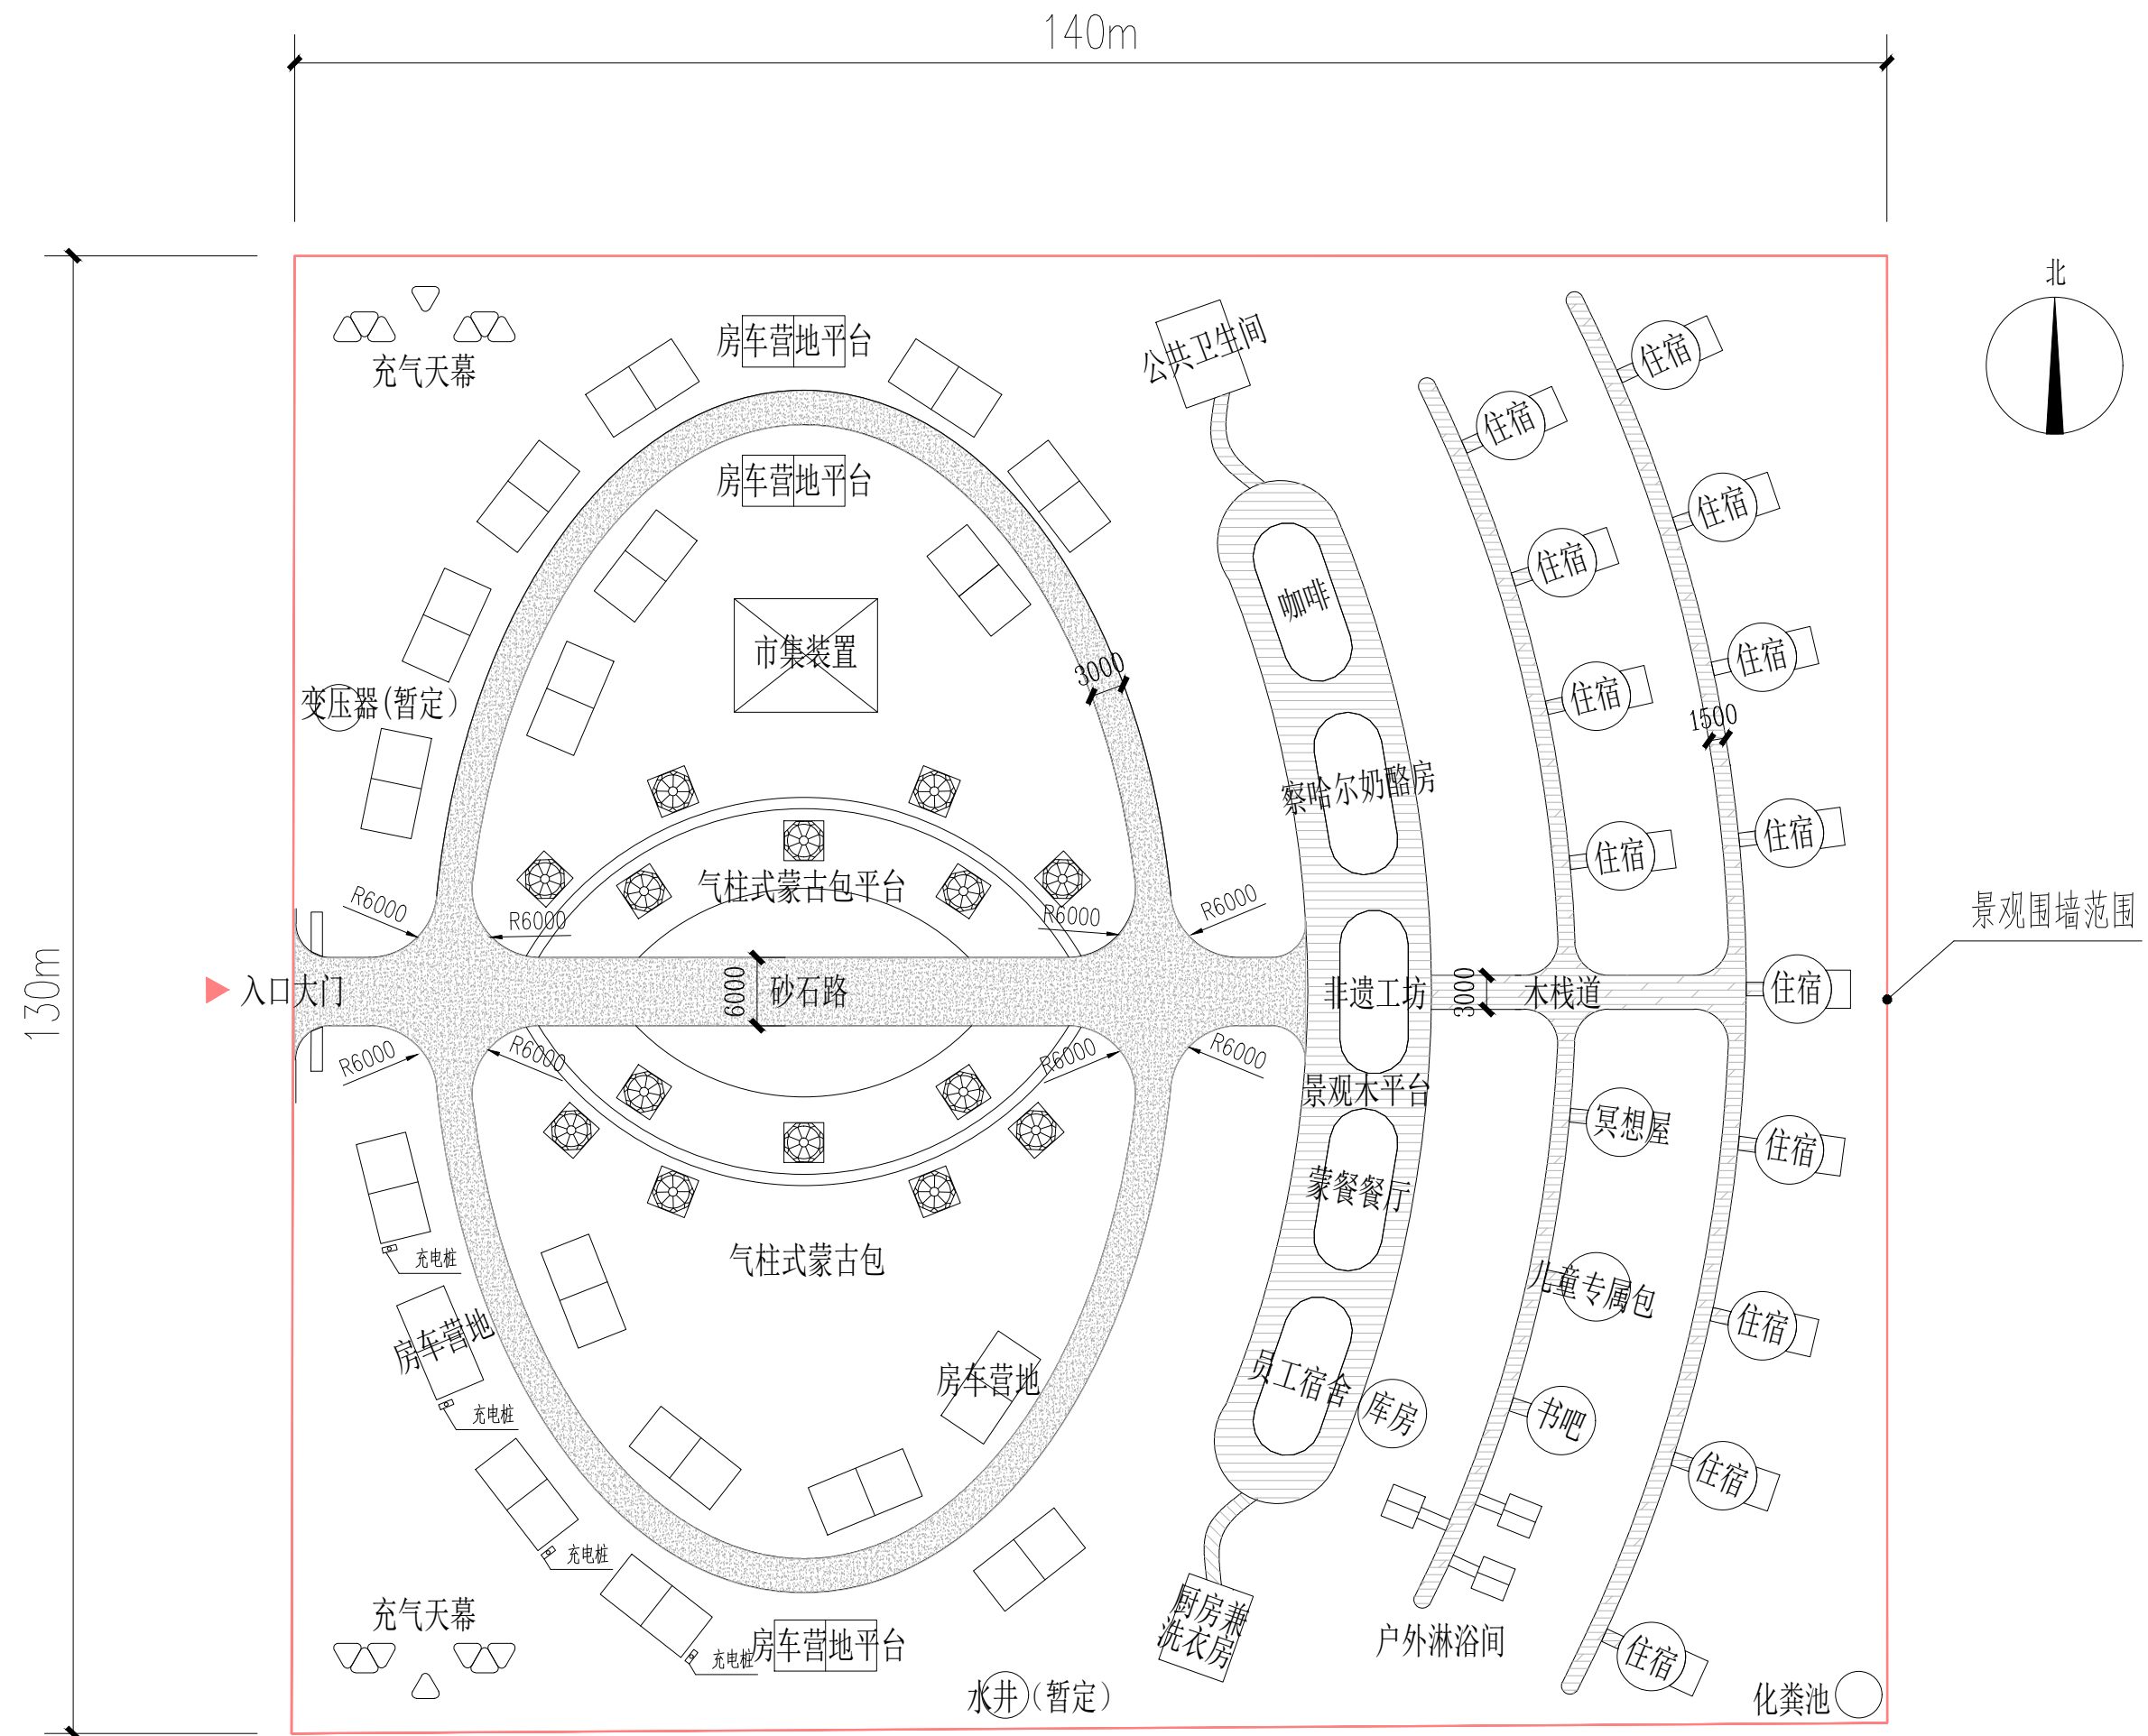 140m
北
充气天幕
房车营地平台
公共卫生间
住宿
住宿
房车营地平台
住宿
住宿
咖啡
市集装置
3000
住宿
住宿
变压器(暂定)
1500
察哈尔奶酪房
住宿
住宿
气柱式蒙古包平台
R6000
R6000
R6000
R6000
景观围墙范围
130m
入口大门
6000
砂石路
非遗工坊
3000
木栈道
住宿
R6000
R6000
R6000
R6000
景观木平台
冥想屋
住宿
蒙餐餐厅
气柱式蒙古包
充电桩
儿童专属包
住宿
房车营地
房车营地
员工宿舍
库房
书吧
充电桩
住宿
充电桩
充气天幕
厨房兼
洗衣房
房车营地平台
充电桩
户外淋浴间
住宿
水井(暂定)
化粪池